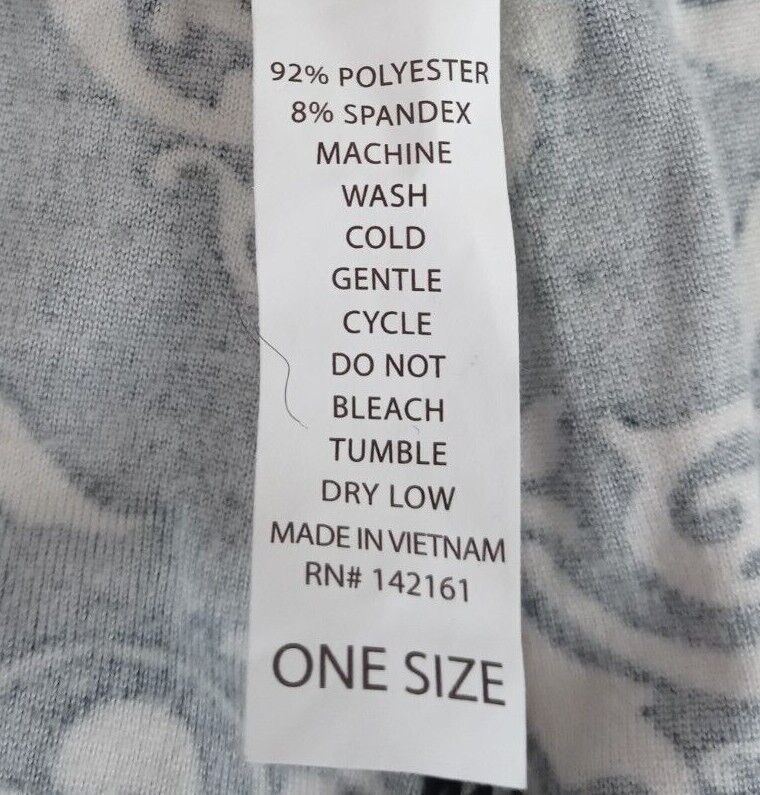 92% POLYESTER
8% SPANDEX
MACHINE
WASH
COLD
GENTLE
CYCLE
DO NOT
BLEACH
TUMBLE
DRY LOW
MADE IN VIETNAM
RN# 142161
ONE SIZE